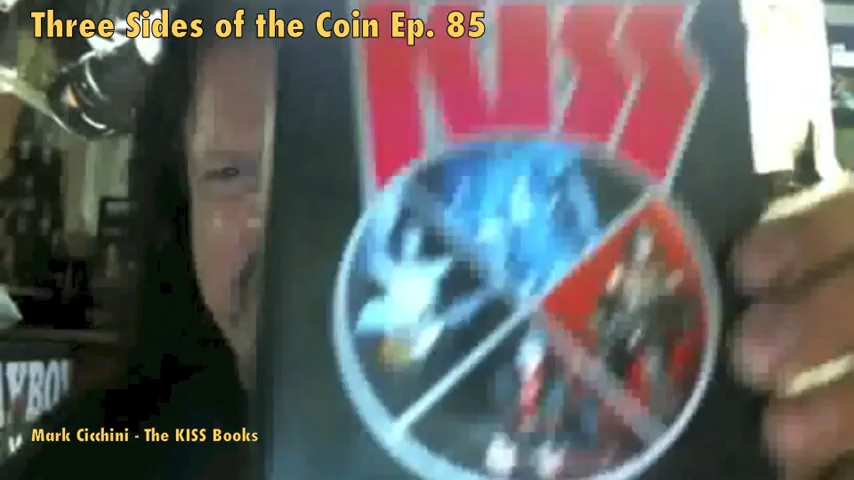 Three Sides of the Coin Ep. 85
KISS
Mark Cicchini - The KISS Books